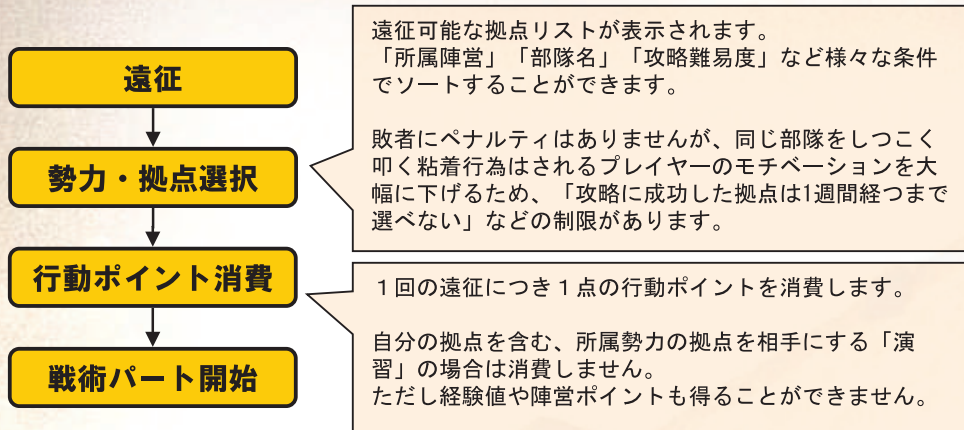 遠征
勢力・拠点選択
行動ポイント消費
戦術パート開始
遠征可能な拠点リストが表示されます。
「所属陣営」「部隊名」「攻略難易度」など様々な条件
でソートすることができます。
敗者にペナルティはありませんが、同じ部隊をしつこく
叩く粘着行為はされるプレイヤーのモチベーションを大
幅に下げるため、「攻略に成功した拠点は1週間経つまで
選べない」などの制限があります。
１回の遠征につき１点の行動ポイントを消費します。
自分の拠点を含む、所属勢力の拠点を相手にする「演
習」の場合は消費しません。
ただし経験値や陣営ポイントも得ることができません。